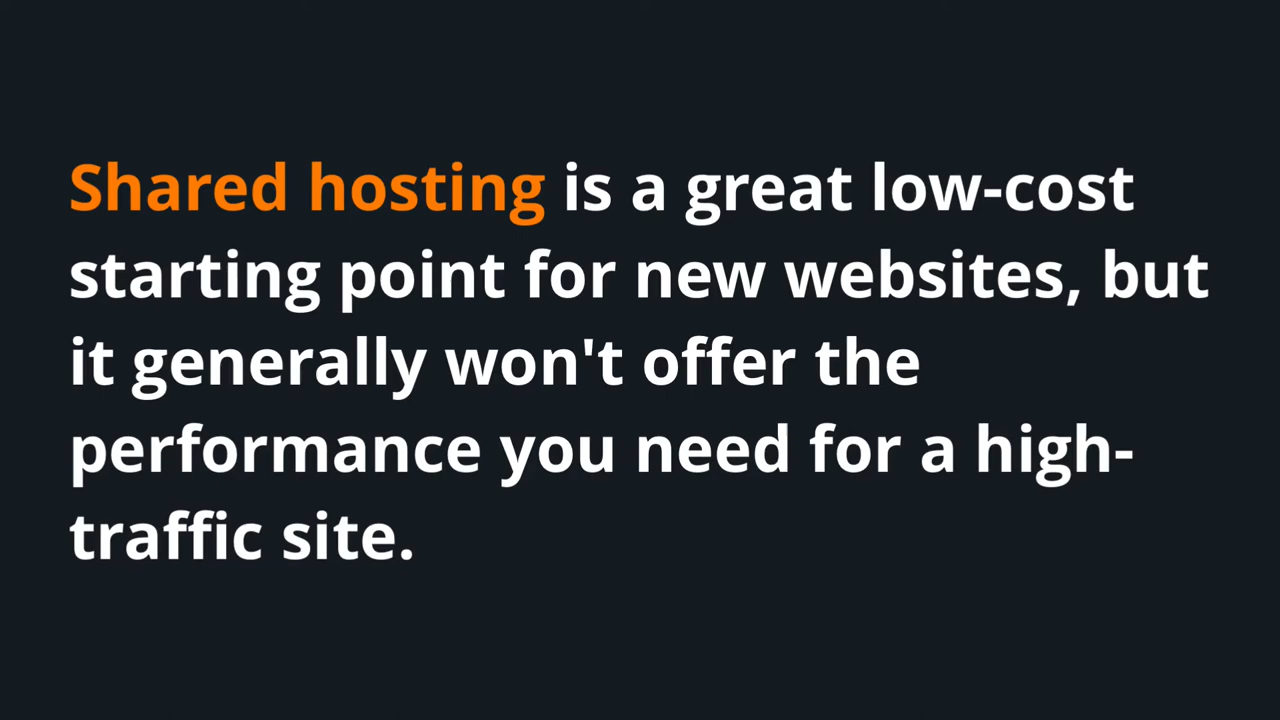 Shared hosting is a great low-cost
starting point for new websites, but
it generally won't offer the
performance you need for a high-
traffic site.